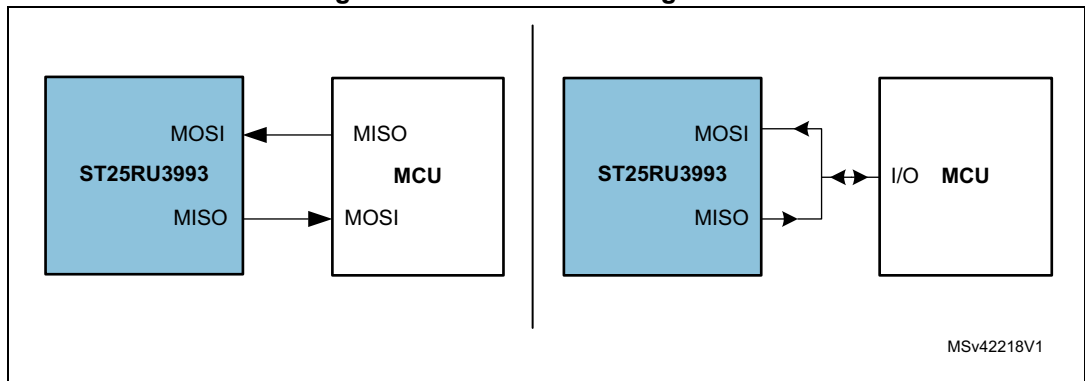 MOSI
MISO
ST25RU3993
MCU
MISO
MOSI
MOSI
ST25RU3993
I/O MCU
MISO
MSv42218V1